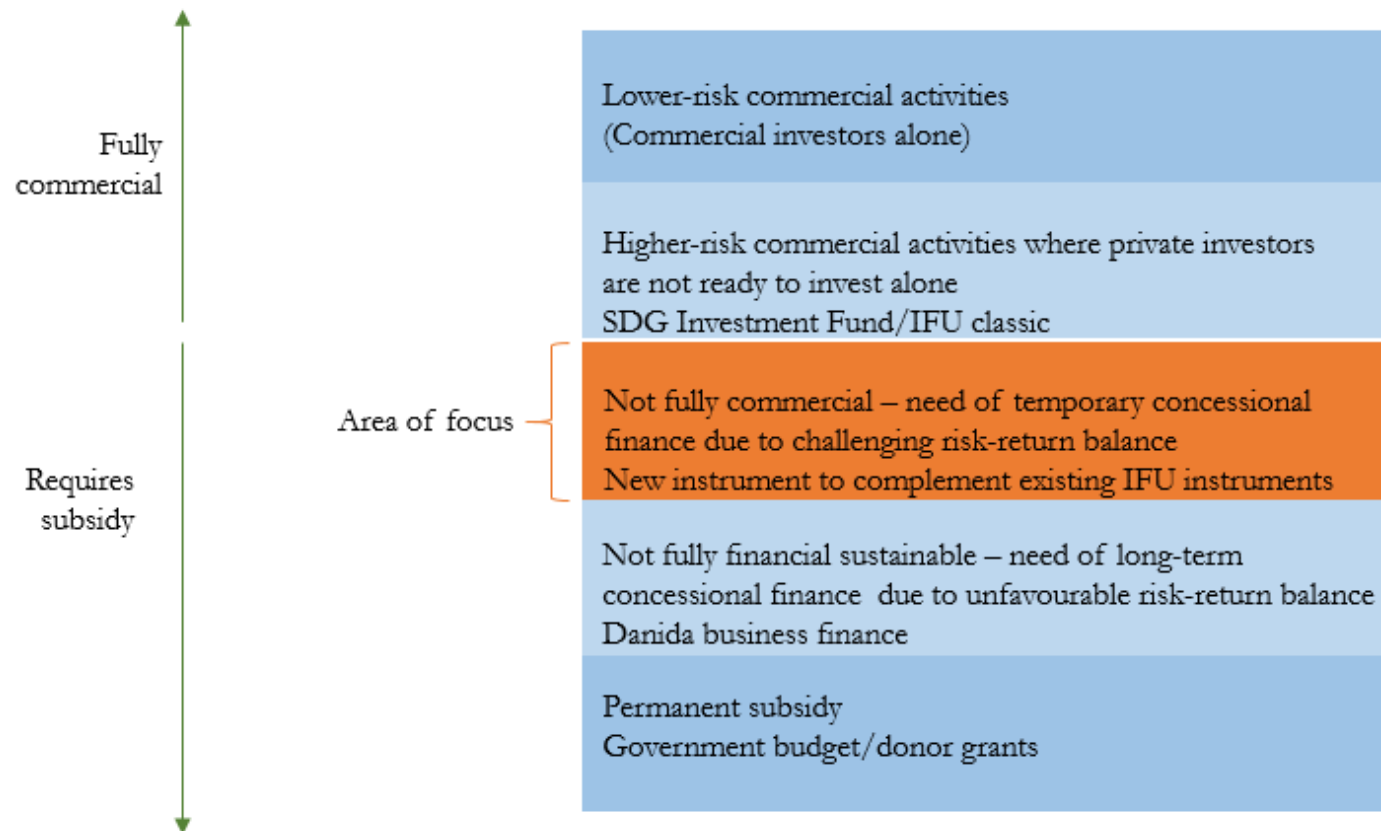 Fully
commercial
Lower-risk commercial activities
(Commercial investors alone)
Higher-risk commercial activities where private investors
are not ready to invest alone
SDG Investment Fund/IFU classic
Area of focus
Not fully commercial – need of temporary concessional
finance due to challenging risk-return balance
New instrument to complement existing IFU instruments
Requires
subsidy
Not fully financial sustainable – need of long-term
concessional finance due to unfavourable risk-return balance
Danida business finance
Permanent subsidy
Government budget/donor grants